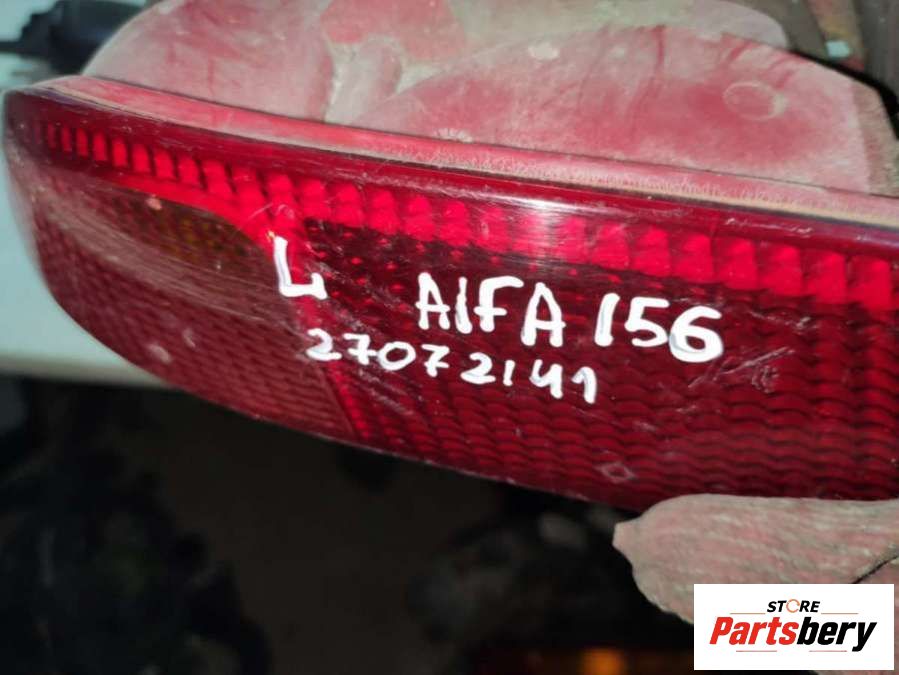 L ALFA 156
27072141
STORE
Partsbery